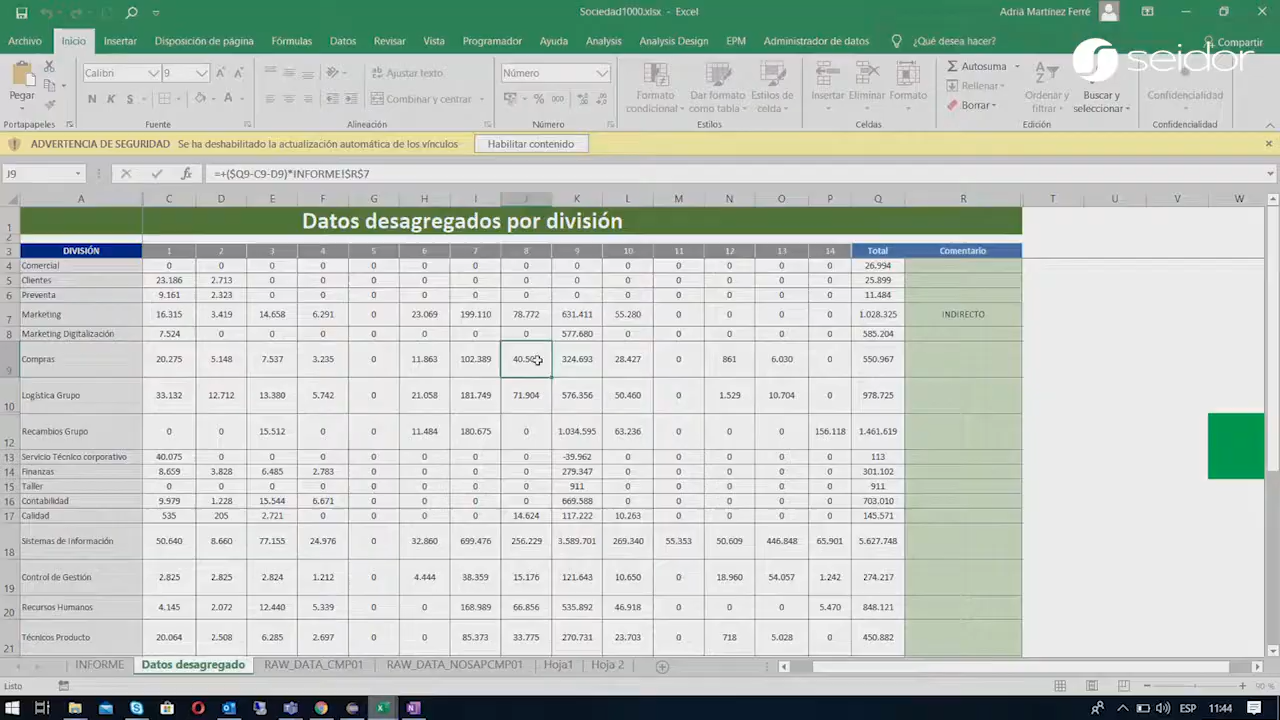 Sociedad1000.xlsx - Excel
Adrià Martínez Ferré
Archivo Inicio Insertar Disposición de página Fórmulas Datos Revisar Vista Programador Ayuda Analysis Analysis Design EPM Administrador de datos ¿Qué desea hacer? Compartir
seidor
Pegar
Calibri 9
Ajustar texto
Combinar y centrar
Número
% 000
Formato condicional
Dar formato como tabla
Estilos de celda
Insertar Eliminar Formato
Autosuma
Rellenar
Borrar
Ordenar y filtrar
Buscar y seleccionar
Confidencialidad
Portapapeles Fuente Alineación Número Estilos Celdas Edición Confidencialidad
ADVERTENCIA DE SEGURIDAD Se ha deshabilitado la actualización automática de los vínculos Habilitar contenido
J9 fx =+($Q9-C9-D9)*INFORME!$R$7
A C D E F G H I J K L M N O P Q R T U V W
1 Datos desagregados por división
2
3 DIVISIÓN 1 2 3 4 5 6 7 8 9 10 11 12 13 14 Total Comentario
4 Comercial 0 0 0 0 0 0 0 0 0 0 0 0 0 0 26.994
5 Clientes 23.186 2.713 0 0 0 0 0 0 0 0 0 0 0 0 25.899
6 Preventa 9.161 2.323 0 0 0 0 0 0 0 0 0 0 0 0 11.484
7 Marketing 16.315 3.419 14.658 6.291 0 23.069 199.110 78.772 631.411 55.280 0 0 0 0 1.028.325 INDIRECTO
8 Marketing Digitalización 7.524 0 0 0 0 0 0 0 577.680 0 0 0 0 0 585.204
9 Compras 20.275 5.148 7.537 3.235 0 11.863 102.389 324.693 28.427 0 861 6.030 0 550.967
10 Logística Grupo 33.132 12.712 13.380 5.742 0 21.058 181.749 71.904 576.356 50.460 0 1.529 10.704 0 978.725
12 Recambios Grupo 0 0 15.512 0 0 11.484 180.675 0 1.034.595 63.236 0 0 0 156.118 1.461.619
13 Servicio Técnico corporativo 40.075 0 0 0 0 0 0 0 -39.962 0 0 0 0 0 113
14 Finanzas 8.659 3.828 6.485 2.783 0 0 0 0 279.347 0 0 0 0 0 301.102
15 Taller 0 0 0 0 0 0 0 0 911 0 0 0 0 0 911
16 Contabilidad 9.979 1.228 15.544 6.671 0 0 0 0 669.588 0 0 0 0 0 703.010
17 Calidad 535 205 2.721 0 0 0 0 14.624 117.222 10.263 0 0 0 0 145.571
18 Sistemas de Información 50.640 8.660 77.155 24.976 0 32.860 699.476 256.229 3.589.701 269.340 55.353 50.609 446.848 65.901 5.627.748
19 Control de Gestión 2.825 2.825 2.824 1.212 0 4.444 38.359 15.176 121.643 10.650 0 18.960 54.057 1.242 274.217
20 Recursos Humanos 4.145 2.072 12.440 5.339 0 0 168.989 66.856 535.892 46.918 0 0 0 5.470 848.121
21 Técnicos Producto 20.064 2.508 6.285 2.697 0 0 85.373 33.775 270.731 23.703 0 718 5.028 0 450.882
INFORME Datos desagregado RAW_DATA_CMP01 RAW_DATA_NOSAPCMP01 Hoja1 Hoja 2
Listo
90 %
ESP 11:44